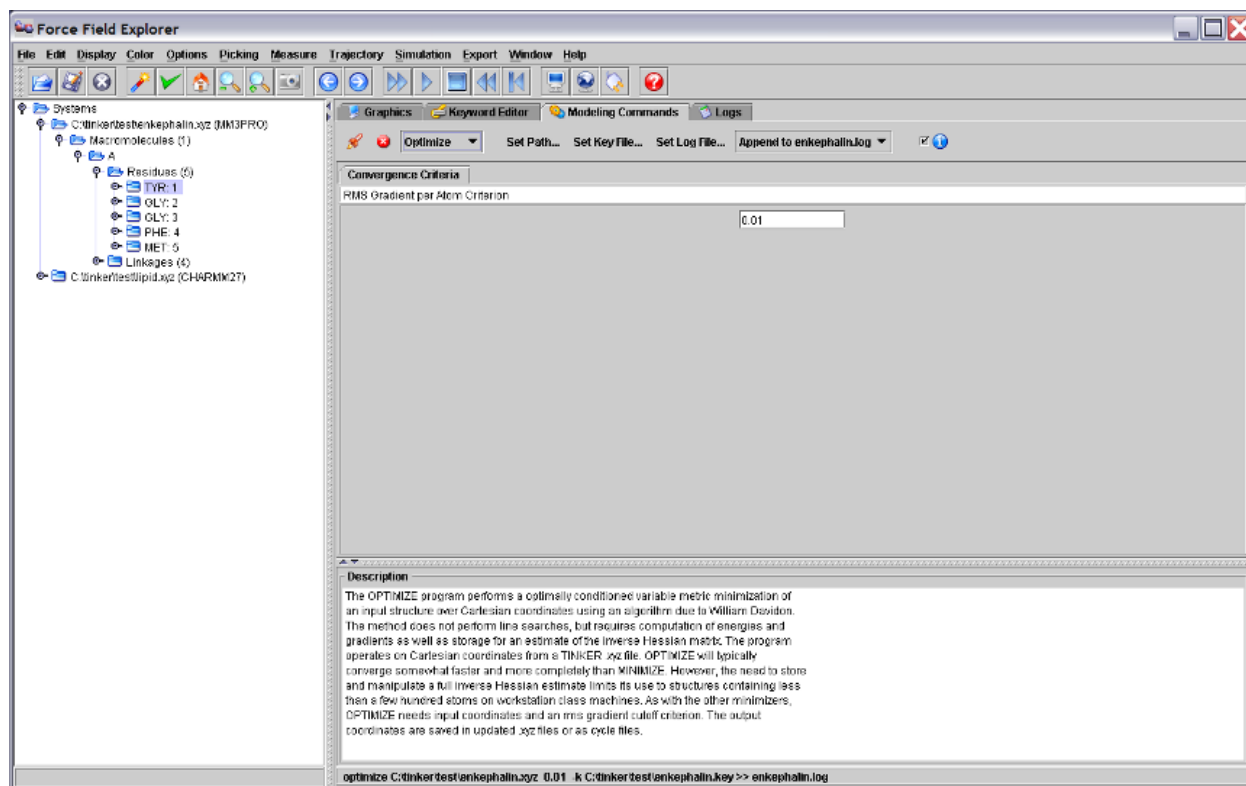 Force Field Explorer
File Edit Display Color Options Picking Measure Trajectory Simulation Export Window Help
Systems
C:\tinker\test\enkephalin.xyz (MM3PRO)
Macromolecules (1)
A
Residues (5)
TYR: 1
GLY: 2
GLY: 3
PHE: 4
MET: 5
Linkages (4)
C:\tinker\test\lipid.xyz (CHARMM27)
Graphics Keyword Editor Modeling Commands Logs
Optimize Set Path... Set Key File... Set Log File... Append to enkephalin.log
Convergence Criteria
RMS Gradient per Atom Criterion
0.01
Description
The OPTIMIZE program performs a optimally conditioned variable metric minimization of
an input structure over Cartesian coordinates using an algorithm due to William Davidon.
The method does not perform line searches, but requires computation of energies and
gradients as well as storage for an estimate of the inverse Hessian matrix. The program
operates on Cartesian coordinates from a TINKER .xyz file. OPTIMIZE will typically
converge somewhat faster and more completely than MINIMIZE. However, the need to store
and manipulate a full inverse Hessian estimate limits its use to structures containing less
than a few hundred atoms on workstation class machines. As with the other minimizers,
OPTIMIZE needs input coordinates and an rms gradient cutoff criterion. The output
coordinates are saved in updated .xyz files or as cycle files.
optimize C:\tinker\test\enkephalin.xyz 0.01 -k C:\tinker\test\enkephalin.key >> enkephalin.log